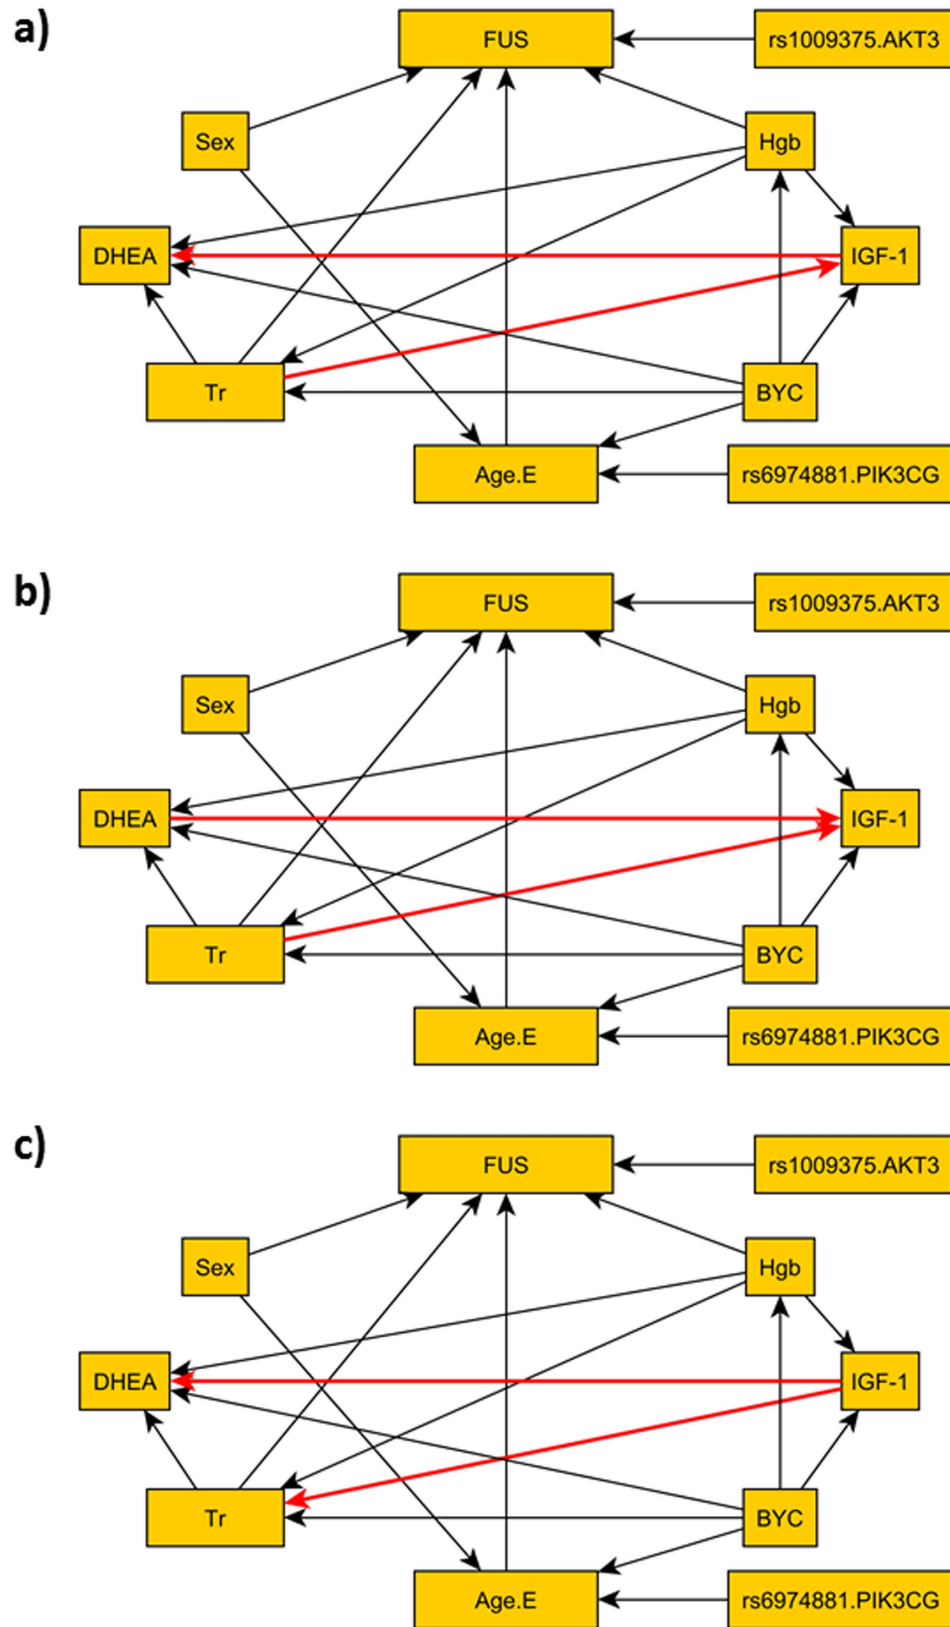 a)
FUS
rs1009375.AKT3
Sex
Hgb
DHEA
IGF-1
Tr
BYC
Age.E
rs6974881.PIK3CG
b)
FUS
rs1009375.AKT3
Sex
Hgb
DHEA
IGF-1
Tr
BYC
Age.E
rs6974881.PIK3CG
c)
FUS
rs1009375.AKT3
Sex
Hgb
DHEA
IGF-1
Tr
BYC
Age.E
rs6974881.PIK3CG